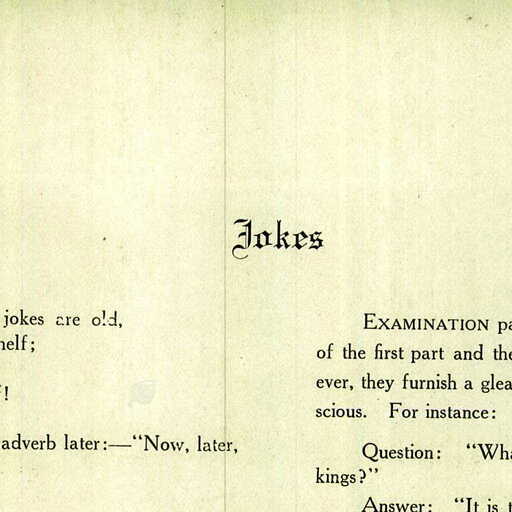 Jokes
jokes are old,
helf;
!
adverb later:—"Now, later,
EXAMINATION pa
of the first part and the
ever, they furnish a glea
scious. For instance:
Question: "Wha
kings?"
Answer: "It is t